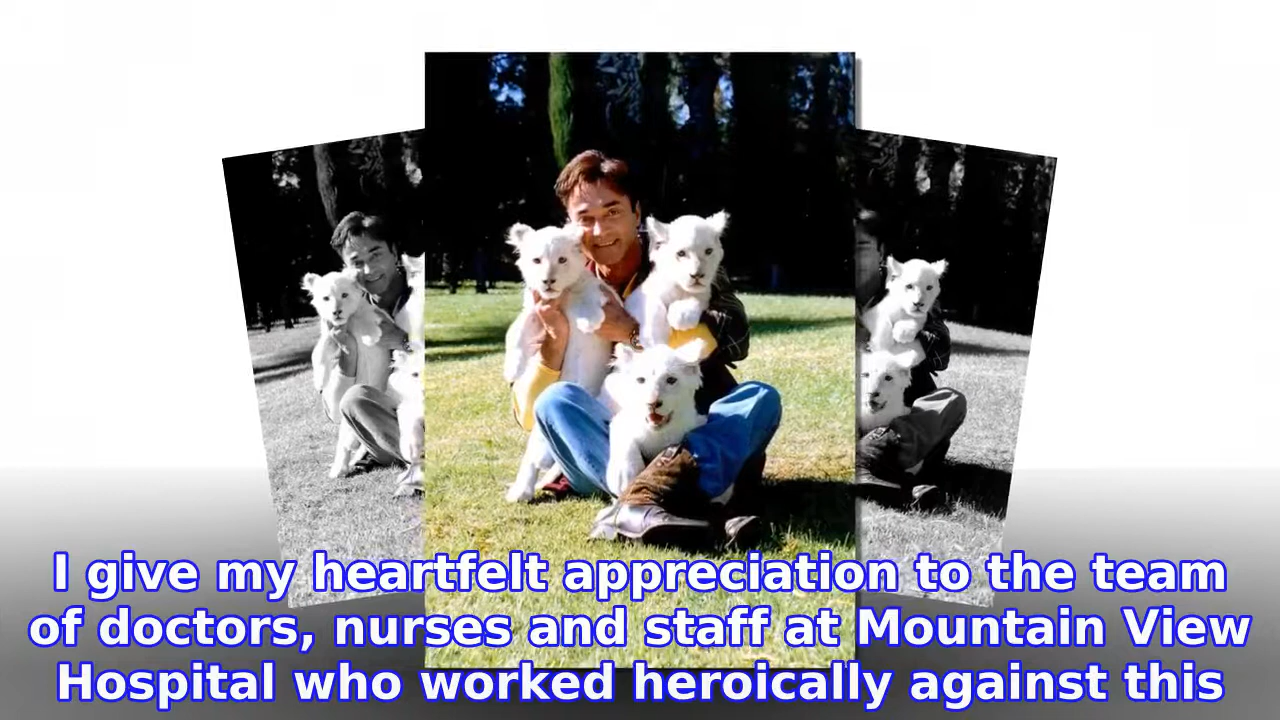 I give my heartfelt appreciation to the team
of doctors, nurses and staff at Mountain View
Hospital who worked heroically against this